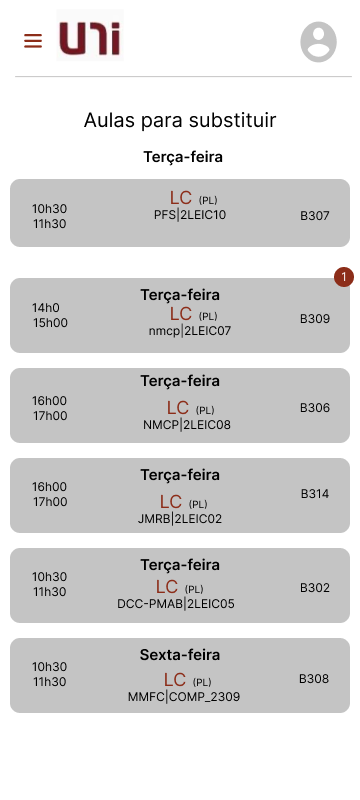 uni
Aulas para substituir
Terça-feira
10h30
11h30
LC (PL)
PFS|2LEIC10
B307
1
14h0
15h00
Terça-feira
LC (PL)
nmcp|2LEIC07
B309
16h00
17h00
Terça-feira
LC (PL)
NMCP|2LEIC08
B306
16h00
17h00
Terça-feira
LC (PL)
JMRB|2LEIC02
B314
10h30
11h30
Terça-feira
LC (PL)
DCC-PMAB|2LEIC05
B302
10h30
11h30
Sexta-feira
LC (PL)
MMFC|COMP_2309
B308